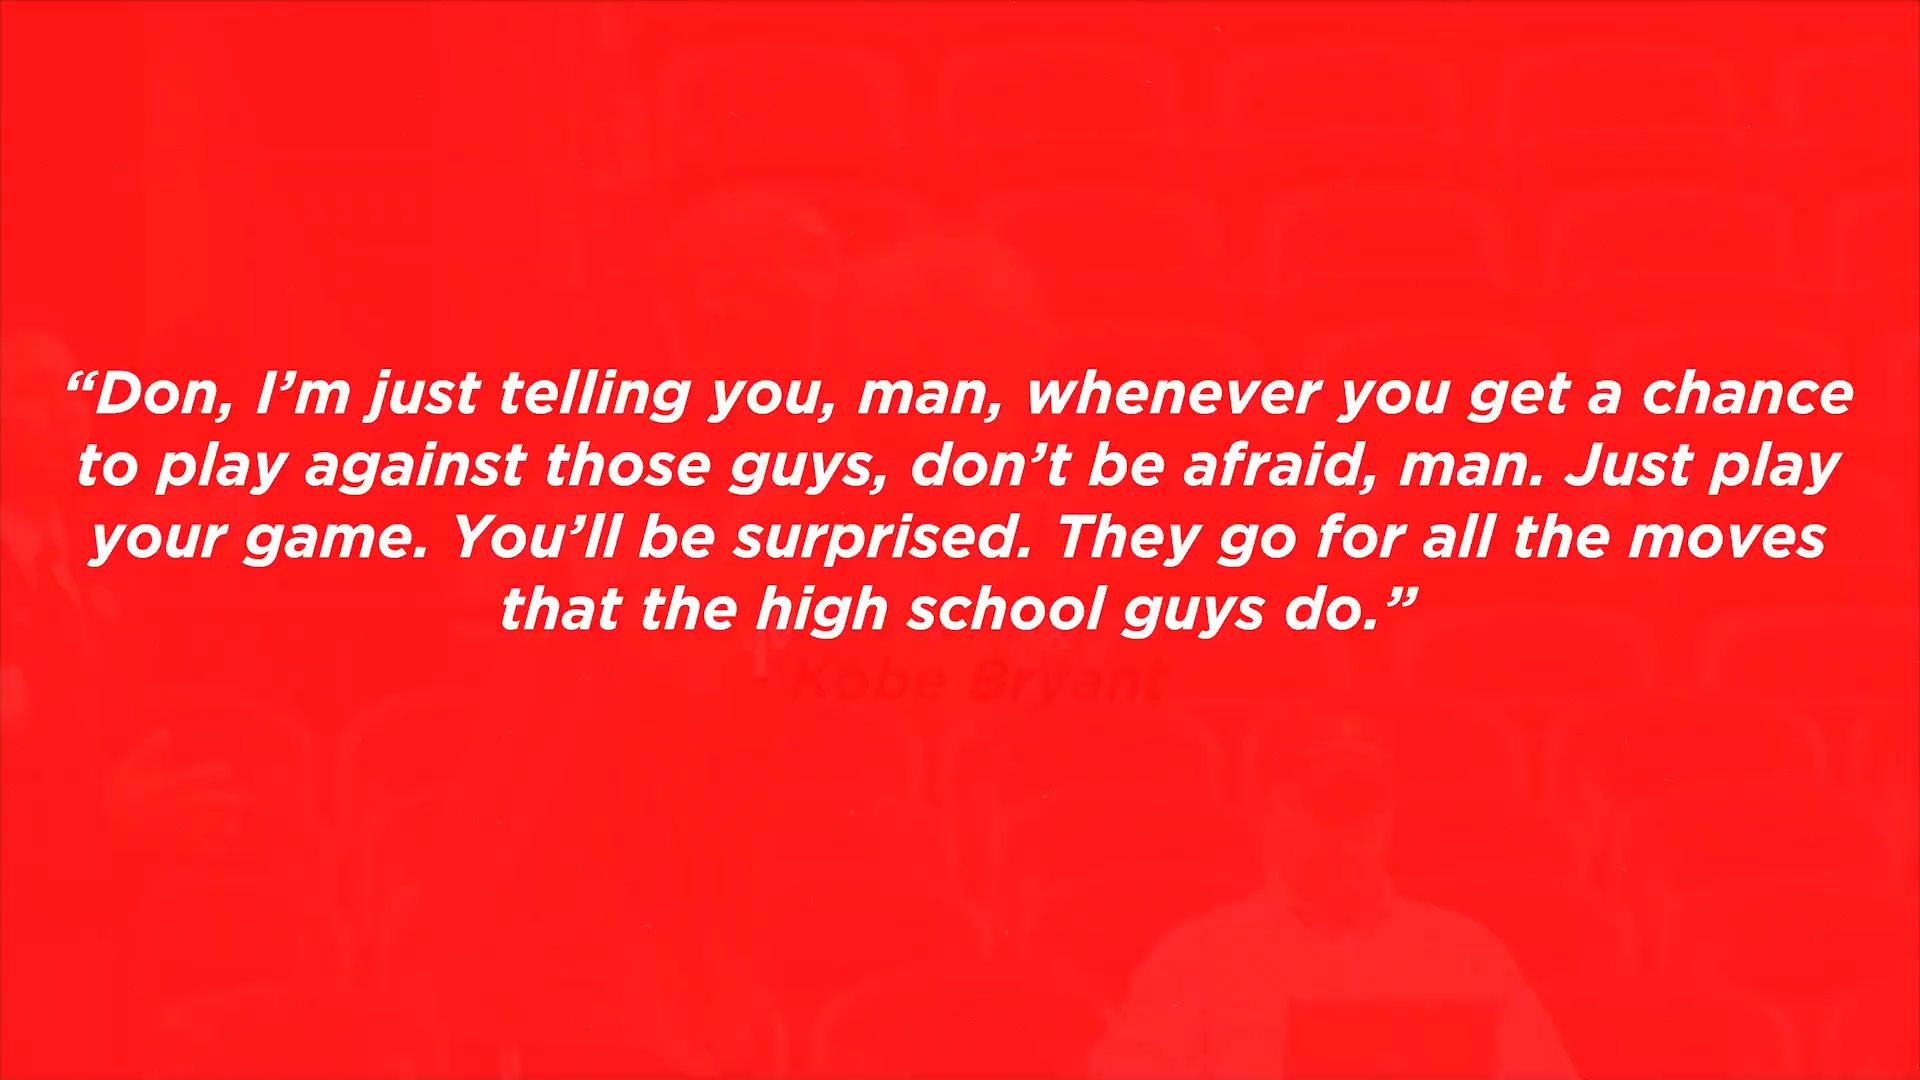 “Don, I’m just telling you, man, whenever you get a chance
to play against those guys, don’t be afraid, man. Just play
your game. You’ll be surprised. They go for all the moves
that the high school guys do.”
Kobe Bryant